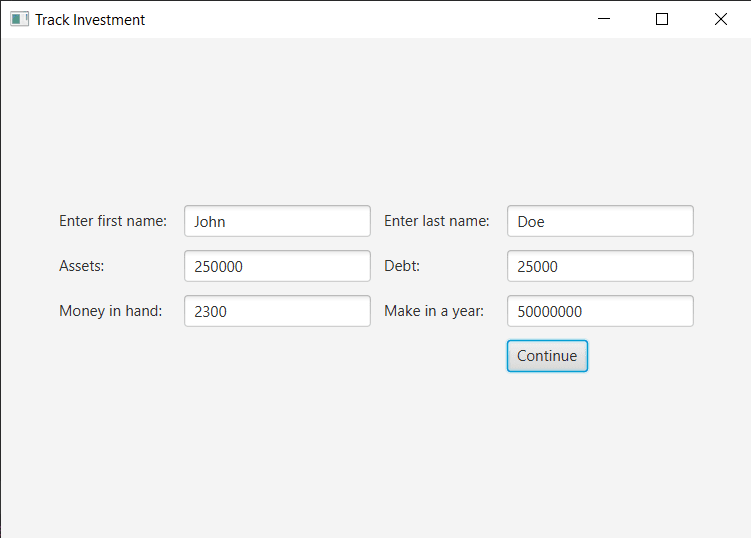 Track Investment
Enter first name: John Enter last name: Doe
Assets: 250000 Debt: 25000
Money in hand: 2300 Make in a year: 50000000
Continue